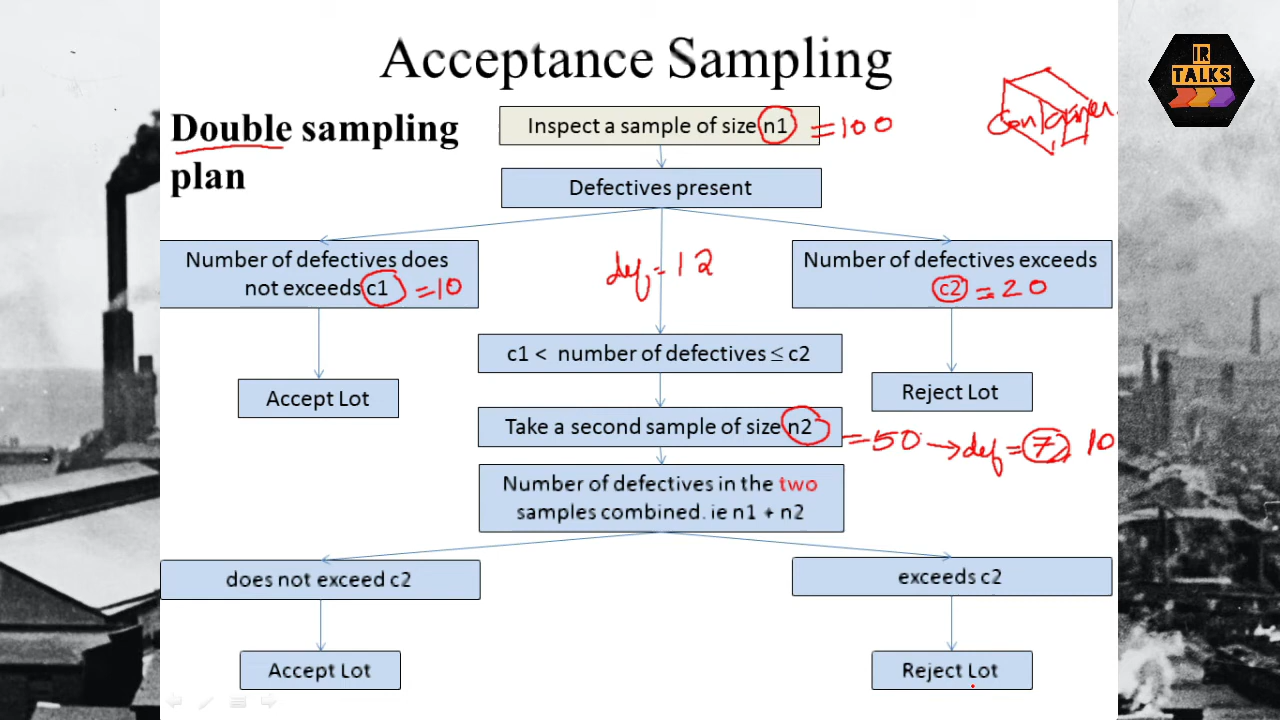 Acceptance Sampling
IR
TALKS
Double sampling
plan
Inspect a sample of size n1 = 100
Container
Defectives present
Number of defectives does
not exceeds c1 = 10
def = 12
Number of defectives exceeds
c2 = 20
c1 < number of defectives ≤ c2
Accept Lot
Reject Lot
Take a second sample of size n2 = 50 → def = 7, 10
Number of defectives in the two
samples combined. ie n1 + n2
does not exceed c2
exceeds c2
Accept Lot
Reject Lot